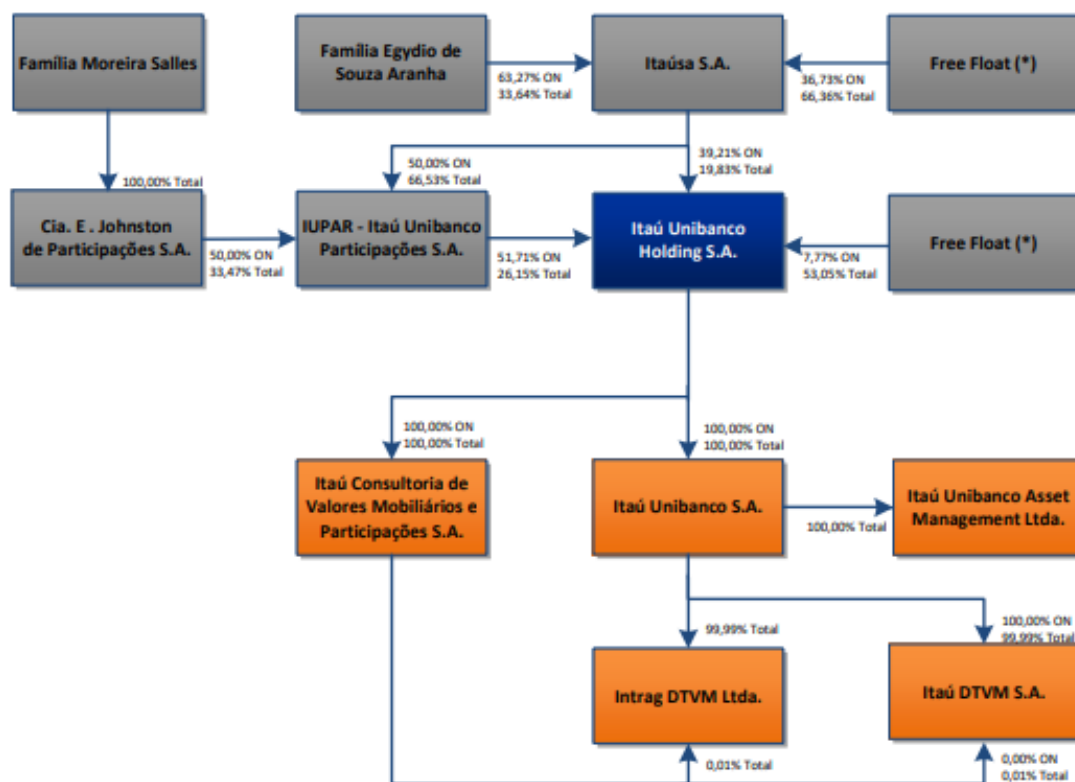 Família Moreira Salles
Família Egydio de
Souza Aranha
63,27% ON
33,64% Total
Itaúsa S.A.
36,73% ON
66,36% Total
Free Float (*)
100,00% Total
50,00% ON
66,53% Total
39,21% ON
19,83% Total
Cia. E . Johnston
de Participações S.A.
50,00% ON
33,47% Total
IUPAR - Itaú Unibanco
Participações S.A.
51,71% ON
26,15% Total
Itaú Unibanco
Holding S.A.
7,77% ON
53,05% Total
Free Float (*)
100,00% ON
100,00% Total
100,00% ON
100,00% Total
Itaú Consultoria de
Valores Mobiliários e
Participações S.A.
Itaú Unibanco S.A.
100,00% Total
Itaú Unibanco Asset
Management Ltda.
99,99% Total
100,00% ON
99,99% Total
Intrag DTVM Ltda.
Itaú DTVM S.A.
0,01% Total
0,00% ON
0,01% Total